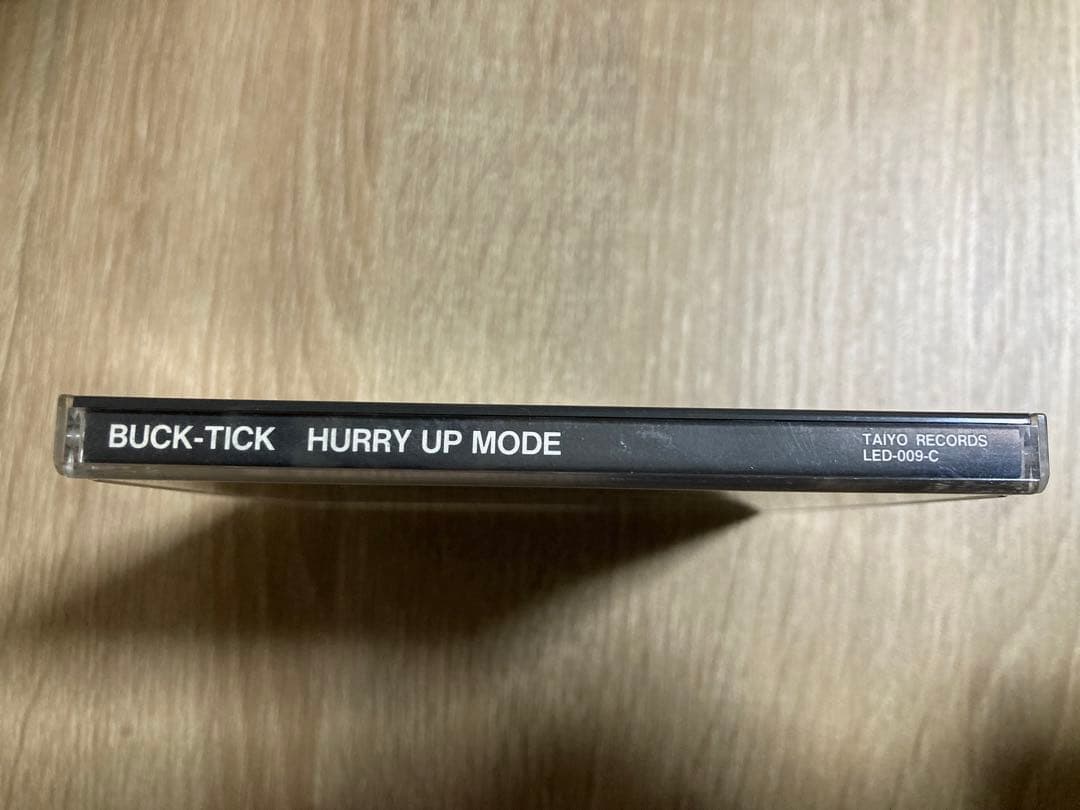 BUCK-TICK HURRY UP MODE
TAIYO RECORDS
LED-009-C